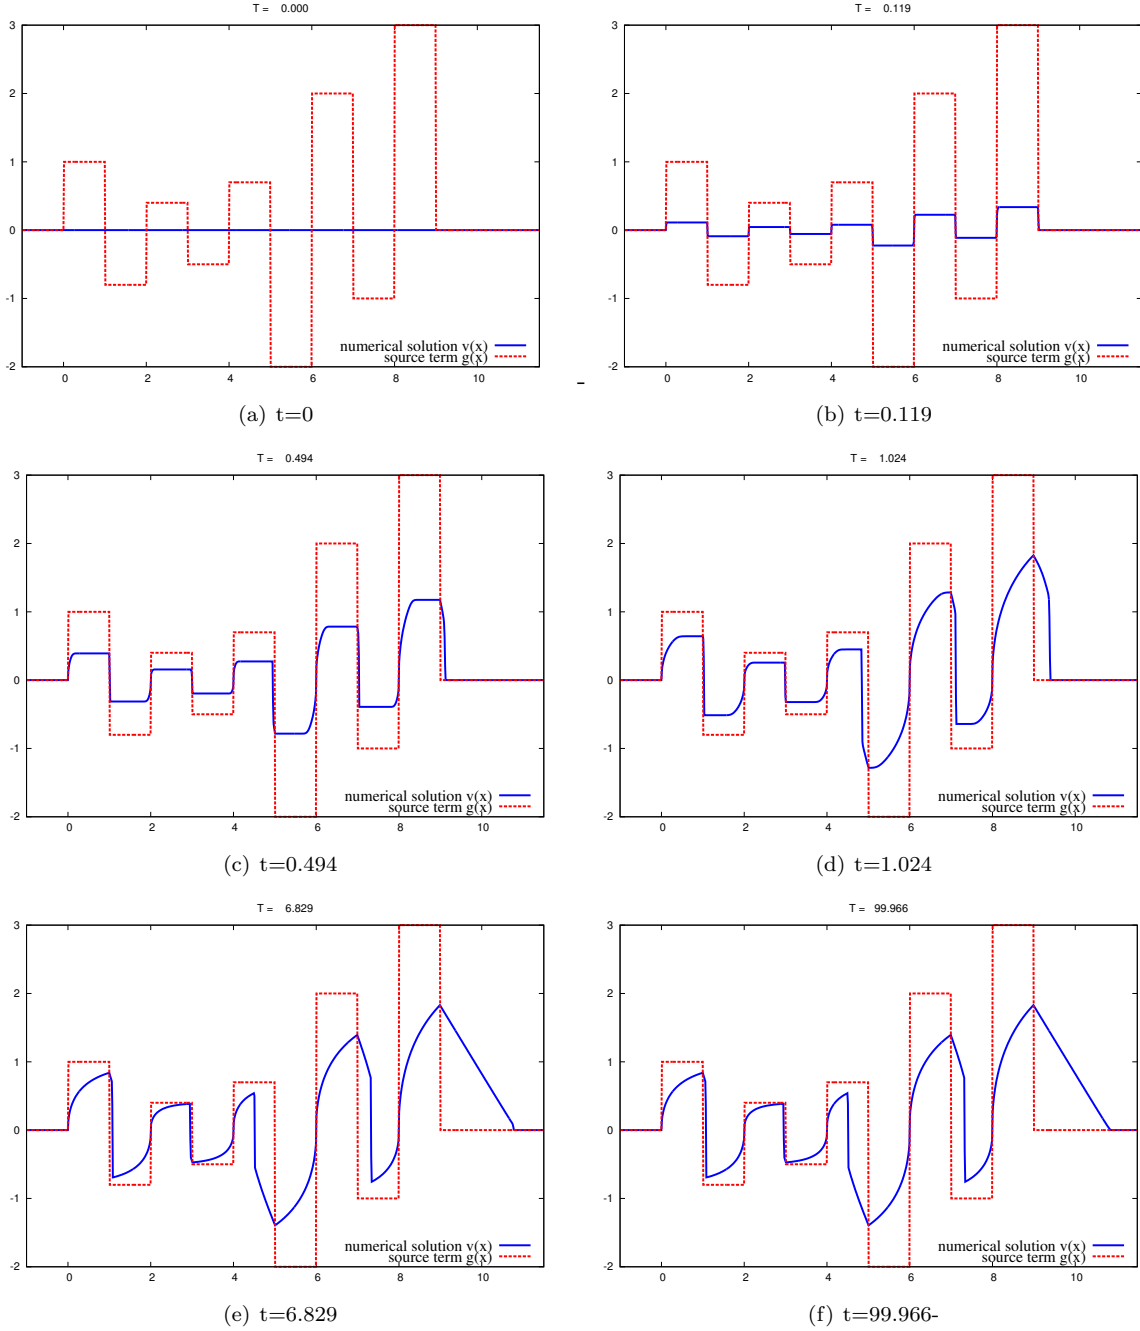 T = 0.000
3
2
1
0
-1
-2
numerical solution v(x)
source term g(x)
0 2 4 6 8 10
(a) t=0
T = 0.119
3
2
1
0
-1
-2
numerical solution v(x)
source term g(x)
0 2 4 6 8 10
(b) t=0.119
T = 0.494
3
2
1
0
-1
-2
numerical solution v(x)
source term g(x)
0 2 4 6 8 10
(c) t=0.494
T = 1.024
3
2
1
0
-1
-2
numerical solution v(x)
source term g(x)
0 2 4 6 8 10
(d) t=1.024
T = 6.829
3
2
1
0
-1
-2
numerical solution v(x)
source term g(x)
0 2 4 6 8 10
(e) t=6.829
T = 99.966
3
2
1
0
-1
-2
numerical solution v(x)
source term g(x)
0 2 4 6 8 10
(f) t=99.966-